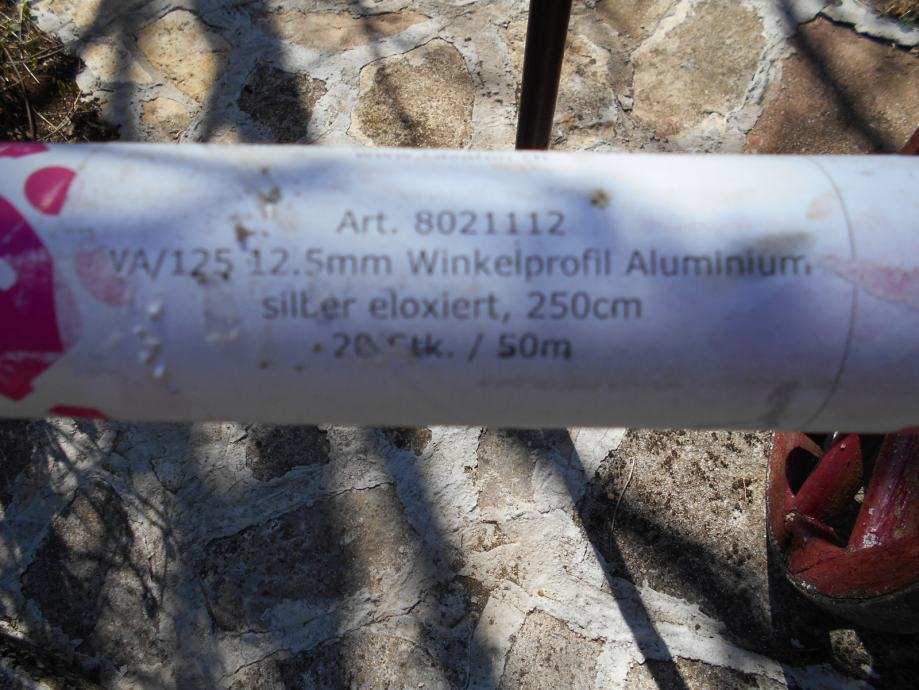 Art. 8021112
VA/125 12.5mm Winkelprofil Aluminium
silber eloxiert, 250cm
20 Stk. / 50m